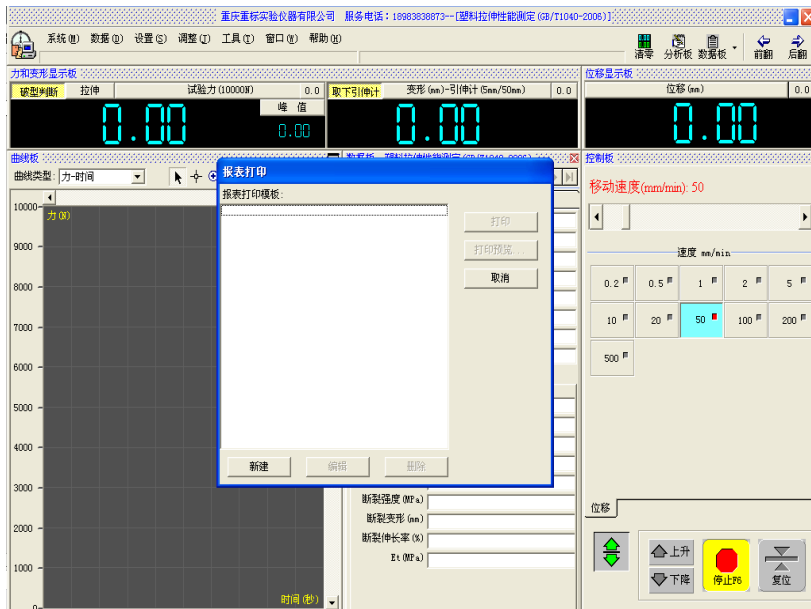 重庆重标实验仪器有限公司 服务电话：18983838873--[塑料拉伸性能测定(GB/T1040-2006)]
系统(M) 数据(D) 设置(S) 调整(J) 工具(T) 窗口(W) 帮助(H)
清零 分析板 数据板 前翻 后翻
力和变形显示板
破型判断 拉伸 试验力(10000N) 0.0 取下引伸计 变形(mm)-引伸计(5mm/50mm) 0.0
0.00
峰 值
0.00
0.00
位移显示板
位移(mm) 0.0
0.00
曲线板
曲线类型: 力-时间
力(N)
10000
9000
8000
7000
6000
5000
4000
3000
2000
1000
0
时间(秒)
报表打印
报表打印模板:
打印
打印预览...
取消
新建 编辑 删除
断裂强度(MPa)
断裂变形(mm)
断裂伸长率(%)
Et(MPa)
控制板
移动速度(mm/min): 50
速度 mm/min
0.2 0.5 1 2 5
10 20 50 100 200
500
位移
上升
下降
停止F6
复位